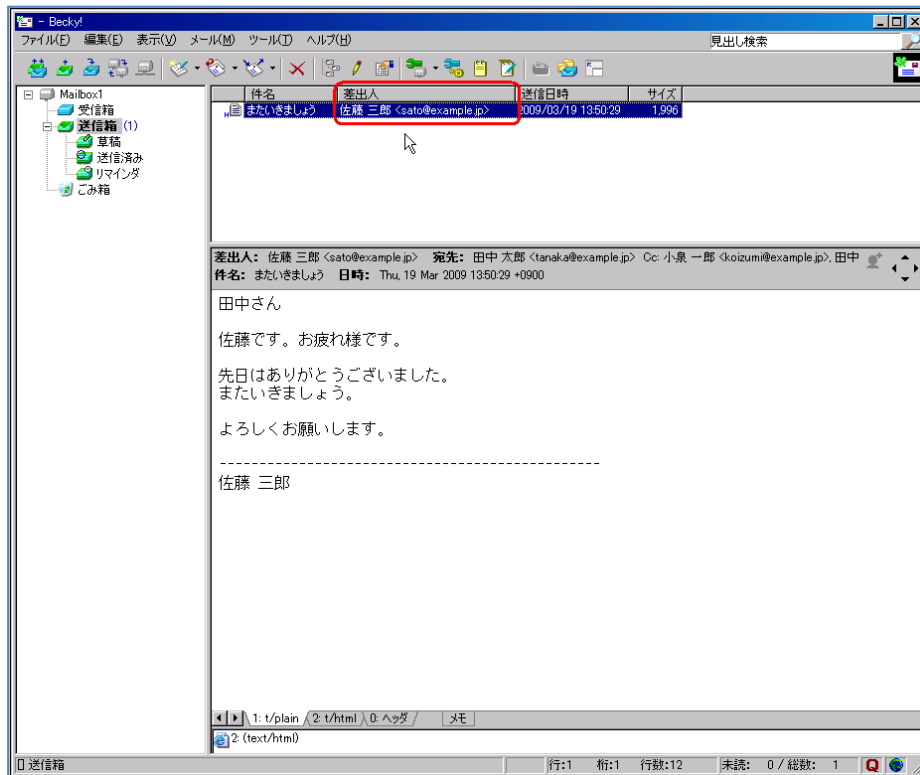 - Becky!
ファイル(F) 編集(E) 表示(V) メール(M) ツール(T) ヘルプ(H) 見出し検索
Mailbox1
受信箱
送信箱 (1)
草稿
送信済み
リマインダ
ごみ箱
件名 差出人 送信日時 サイズ
またいきましょう 佐藤 三郎 <sato@example.jp> 2009/03/19 13:50:29 1,996
差出人: 佐藤 三郎 <sato@example.jp> 宛先: 田中 太郎 <tanaka@example.jp> Cc: 小泉 一郎 <koizumi@example.jp>, 田中
件名: またいきましょう 日時: Thu, 19 Mar 2009 13:50:29 +0900
田中さん
佐藤です。お疲れ様です。
先日はありがとうございました。
またいきましょう。
よろしくお願いします。
------------------------------------------------
佐藤 三郎
1: t/plain 2: t/html 0: ヘッダ メモ
2: (text/html)
送信箱 行:1 桁:1 行数:12 未読: 0 / 総数: 1 Q